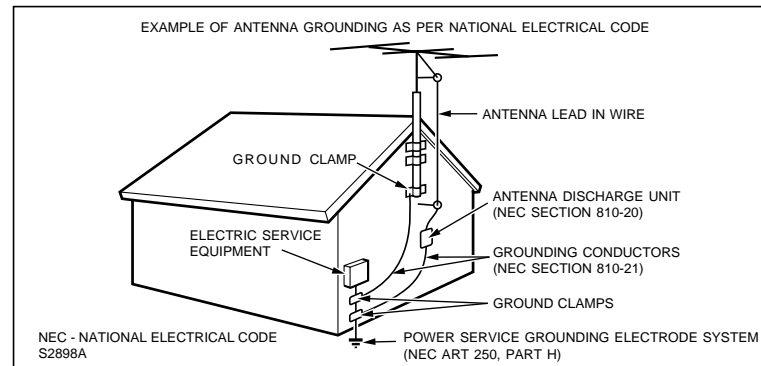 EXAMPLE OF ANTENNA GROUNDING AS PER NATIONAL ELECTRICAL CODE
ANTENNA LEAD IN WIRE
GROUND CLAMP
ANTENNA DISCHARGE UNIT
(NEC SECTION 810-20)
ELECTRIC SERVICE
EQUIPMENT
GROUNDING CONDUCTORS
(NEC SECTION 810-21)
GROUND CLAMPS
NEC - NATIONAL ELECTRICAL CODE
S2898A
POWER SERVICE GROUNDING ELECTRODE SYSTEM
(NEC ART 250, PART H)